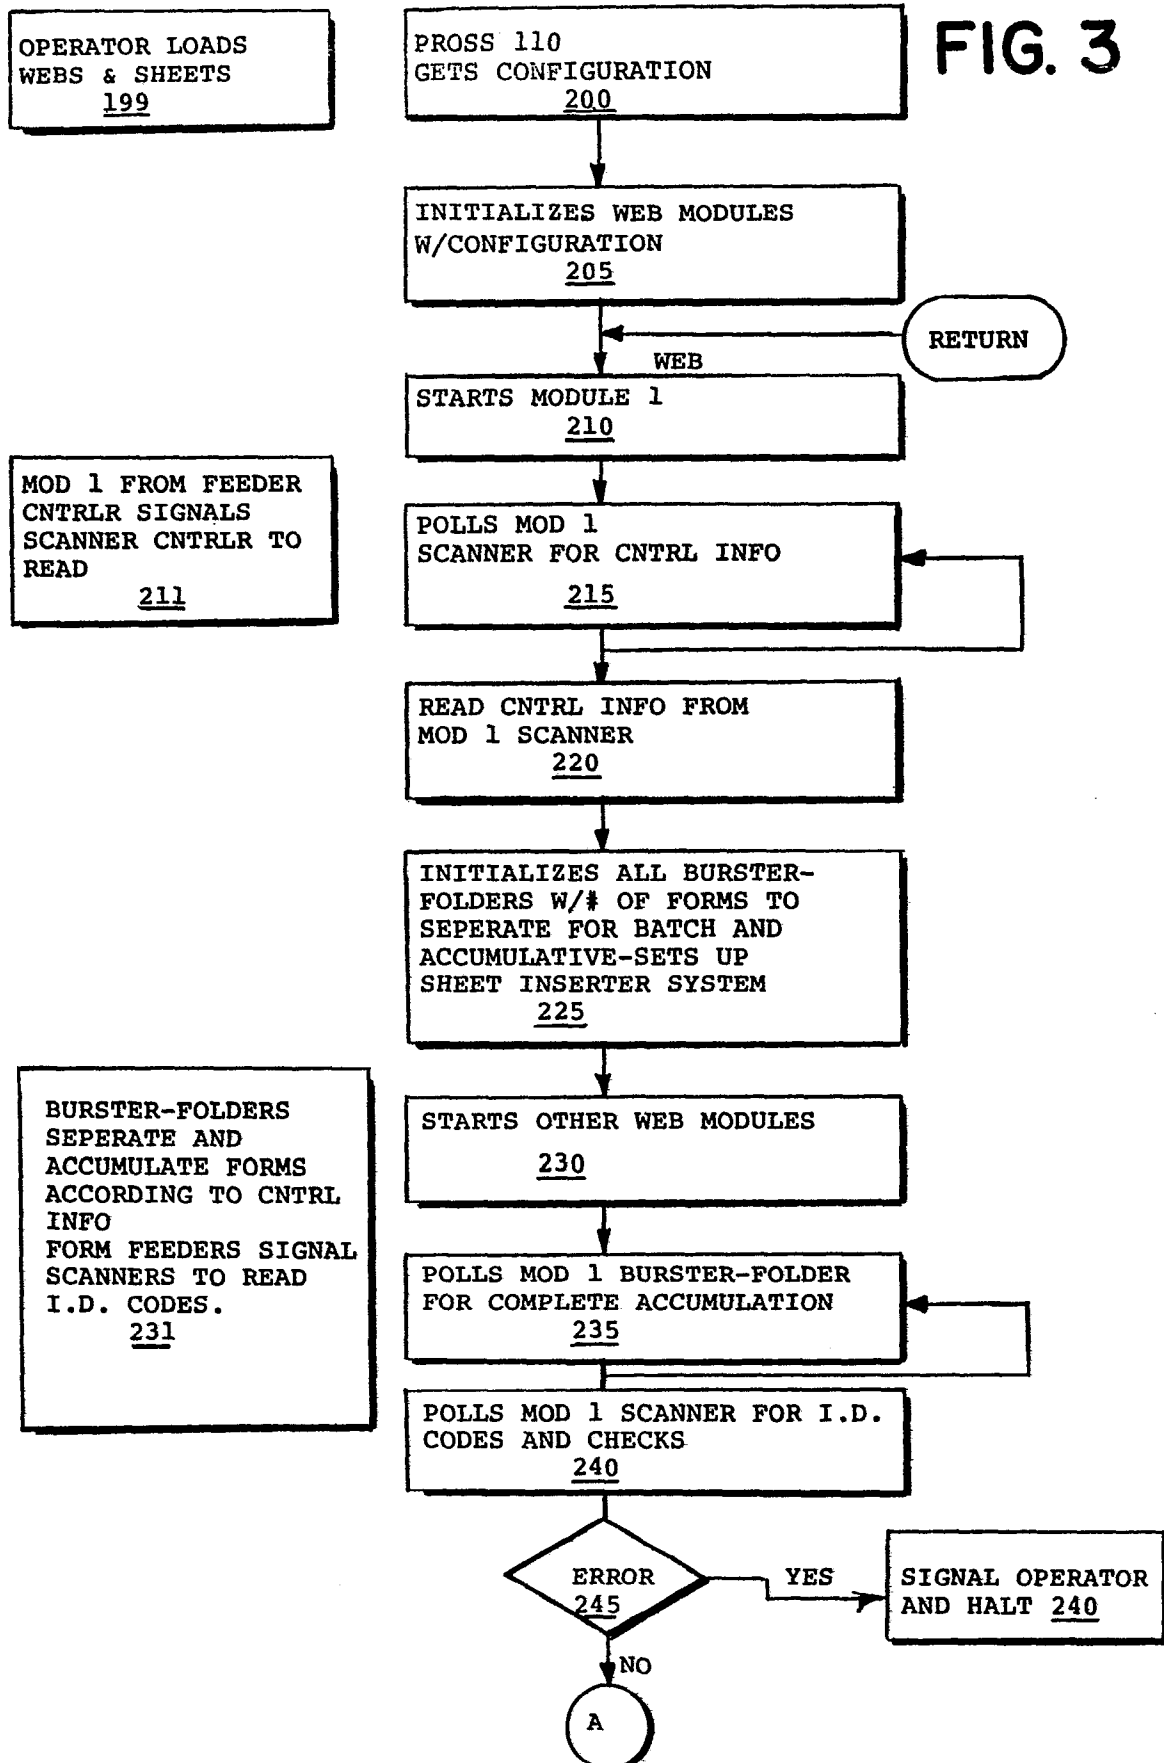 FIG. 3
OPERATOR LOADS
WEBS & SHEETS
199
PROSS 110
GETS CONFIGURATION
200
INITIALIZES WEB MODULES
W/CONFIGURATION
205
RETURN
WEB
STARTS MODULE 1
210
MOD 1 FROM FEEDER
CNTRLR SIGNALS
SCANNER CNTRLR TO
READ
211
POLLS MOD 1
SCANNER FOR CNTRL INFO
215
READ CNTRL INFO FROM
MOD 1 SCANNER
220
INITIALIZES ALL BURSTER-
FOLDERS W/# OF FORMS TO
SEPERATE FOR BATCH AND
ACCUMULATIVE-SETS UP
SHEET INSERTER SYSTEM
225
STARTS OTHER WEB MODULES
230
BURSTER-FOLDERS
SEPERATE AND
ACCUMULATE FORMS
ACCORDING TO CNTRL
INFO
FORM FEEDERS SIGNAL
SCANNERS TO READ
I.D. CODES.
231
POLLS MOD 1 BURSTER-FOLDER
FOR COMPLETE ACCUMULATION
235
POLLS MOD 1 SCANNER FOR I.D.
CODES AND CHECKS
240
ERROR
245
YES
SIGNAL OPERATOR
AND HALT 240
NO
A